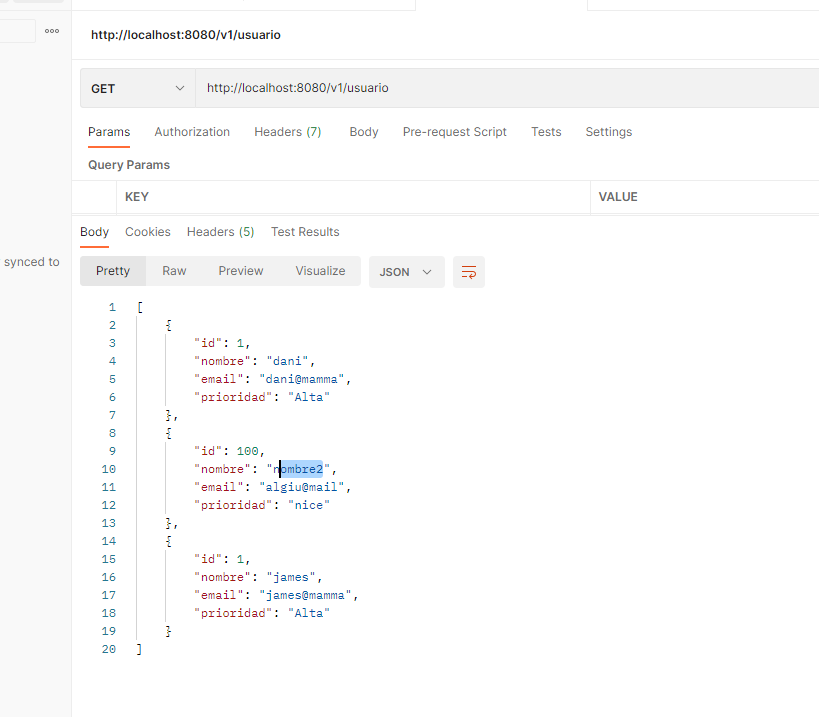 http://localhost:8080/v1/usuario
GET http://localhost:8080/v1/usuario
Params Authorization Headers (7) Body Pre-request Script Tests Settings
Query Params
KEY VALUE
Body Cookies Headers (5) Test Results
synced to
Pretty Raw Preview Visualize JSON
1 [
2 {
3 "id": 1,
4 "nombre": "dani",
5 "email": "dani@mamma",
6 "prioridad": "Alta"
7 },
8 {
9 "id": 100,
10 "nombre": "nombre2",
11 "email": "algiu@mail",
12 "prioridad": "nice"
13 },
14 {
15 "id": 1,
16 "nombre": "james",
17 "email": "james@mamma",
18 "prioridad": "Alta"
19 }
20 ]